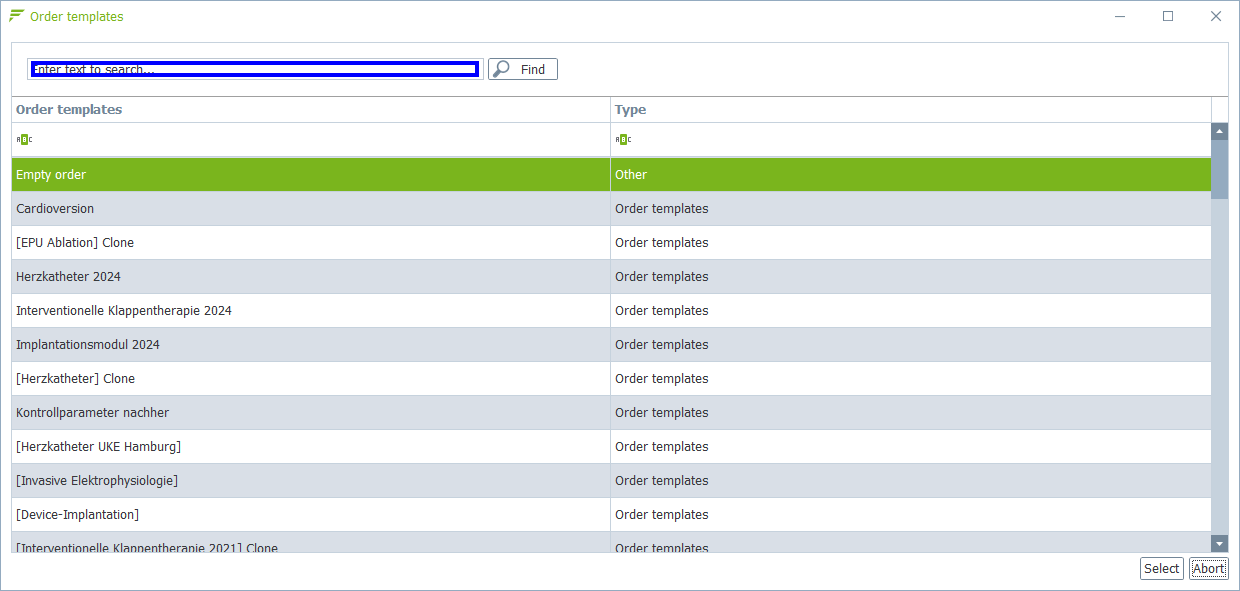 Order templates
Enter text to search...
Find
Order templates Type
ABC ABC
Empty order Other
Cardioversion Order templates
[EPU Ablation] Clone Order templates
Herzkatheter 2024 Order templates
Interventionelle Klappentherapie 2024 Order templates
Implantationsmodul 2024 Order templates
[Herzkatheter] Clone Order templates
Kontrollparameter nachher Order templates
[Herzkatheter UKE Hamburg] Order templates
[Invasive Elektrophysiologie] Order templates
[Device-Implantation] Order templates
[Interventionelle Klappentherapie 2021] Clone Order templates
Select Abort